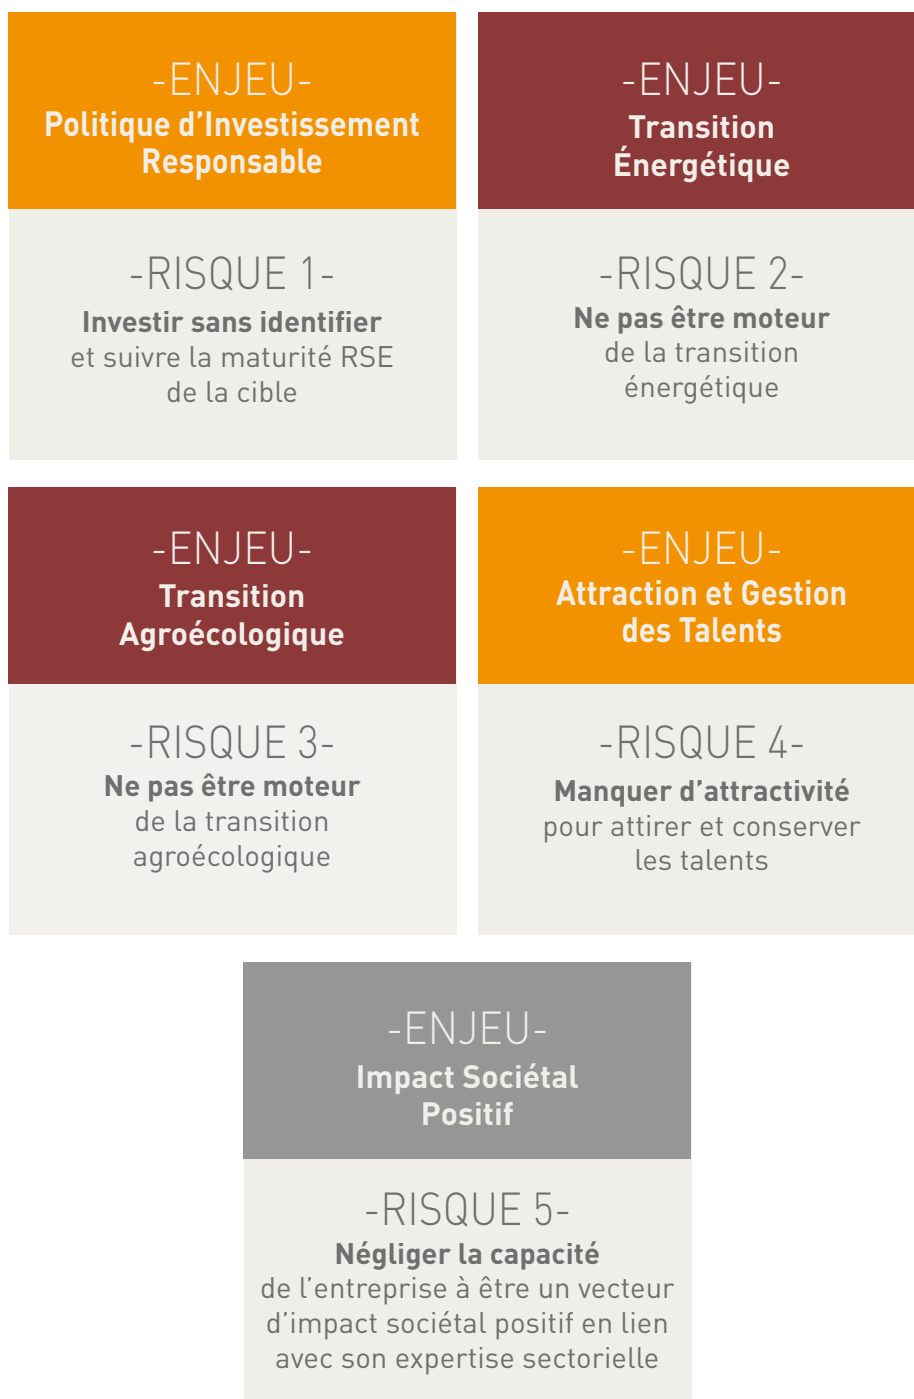 -ENJEU-
Politique d’Investissement
Responsable
-RISQUE 1-
Investir sans identifier
et suivre la maturité RSE
de la cible
-ENJEU-
Transition
Énergétique
-RISQUE 2-
Ne pas être moteur
de la transition
énergétique
-ENJEU-
Transition
Agroécologique
-RISQUE 3-
Ne pas être moteur
de la transition
agroécologique
-ENJEU-
Attraction et Gestion
des Talents
-RISQUE 4-
Manquer d’attractivité
pour attirer et conserver
les talents
-ENJEU-
Impact Sociétal
Positif
-RISQUE 5-
Négliger la capacité
de l’entreprise à être un vecteur
d’impact sociétal positif en lien
avec son expertise sectorielle